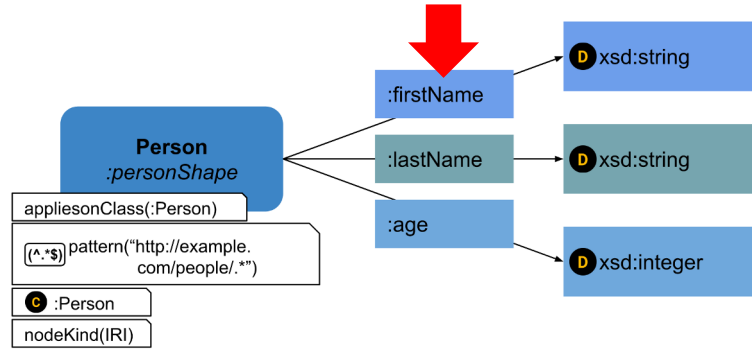 Person
:personShape
appliesonClass(:Person)
(^.*$) pattern(“http://example.
com/people/.*”)
C :Person
nodeKind(IRI)
:firstName
:lastName
:age
D xsd:string
D xsd:string
D xsd:integer